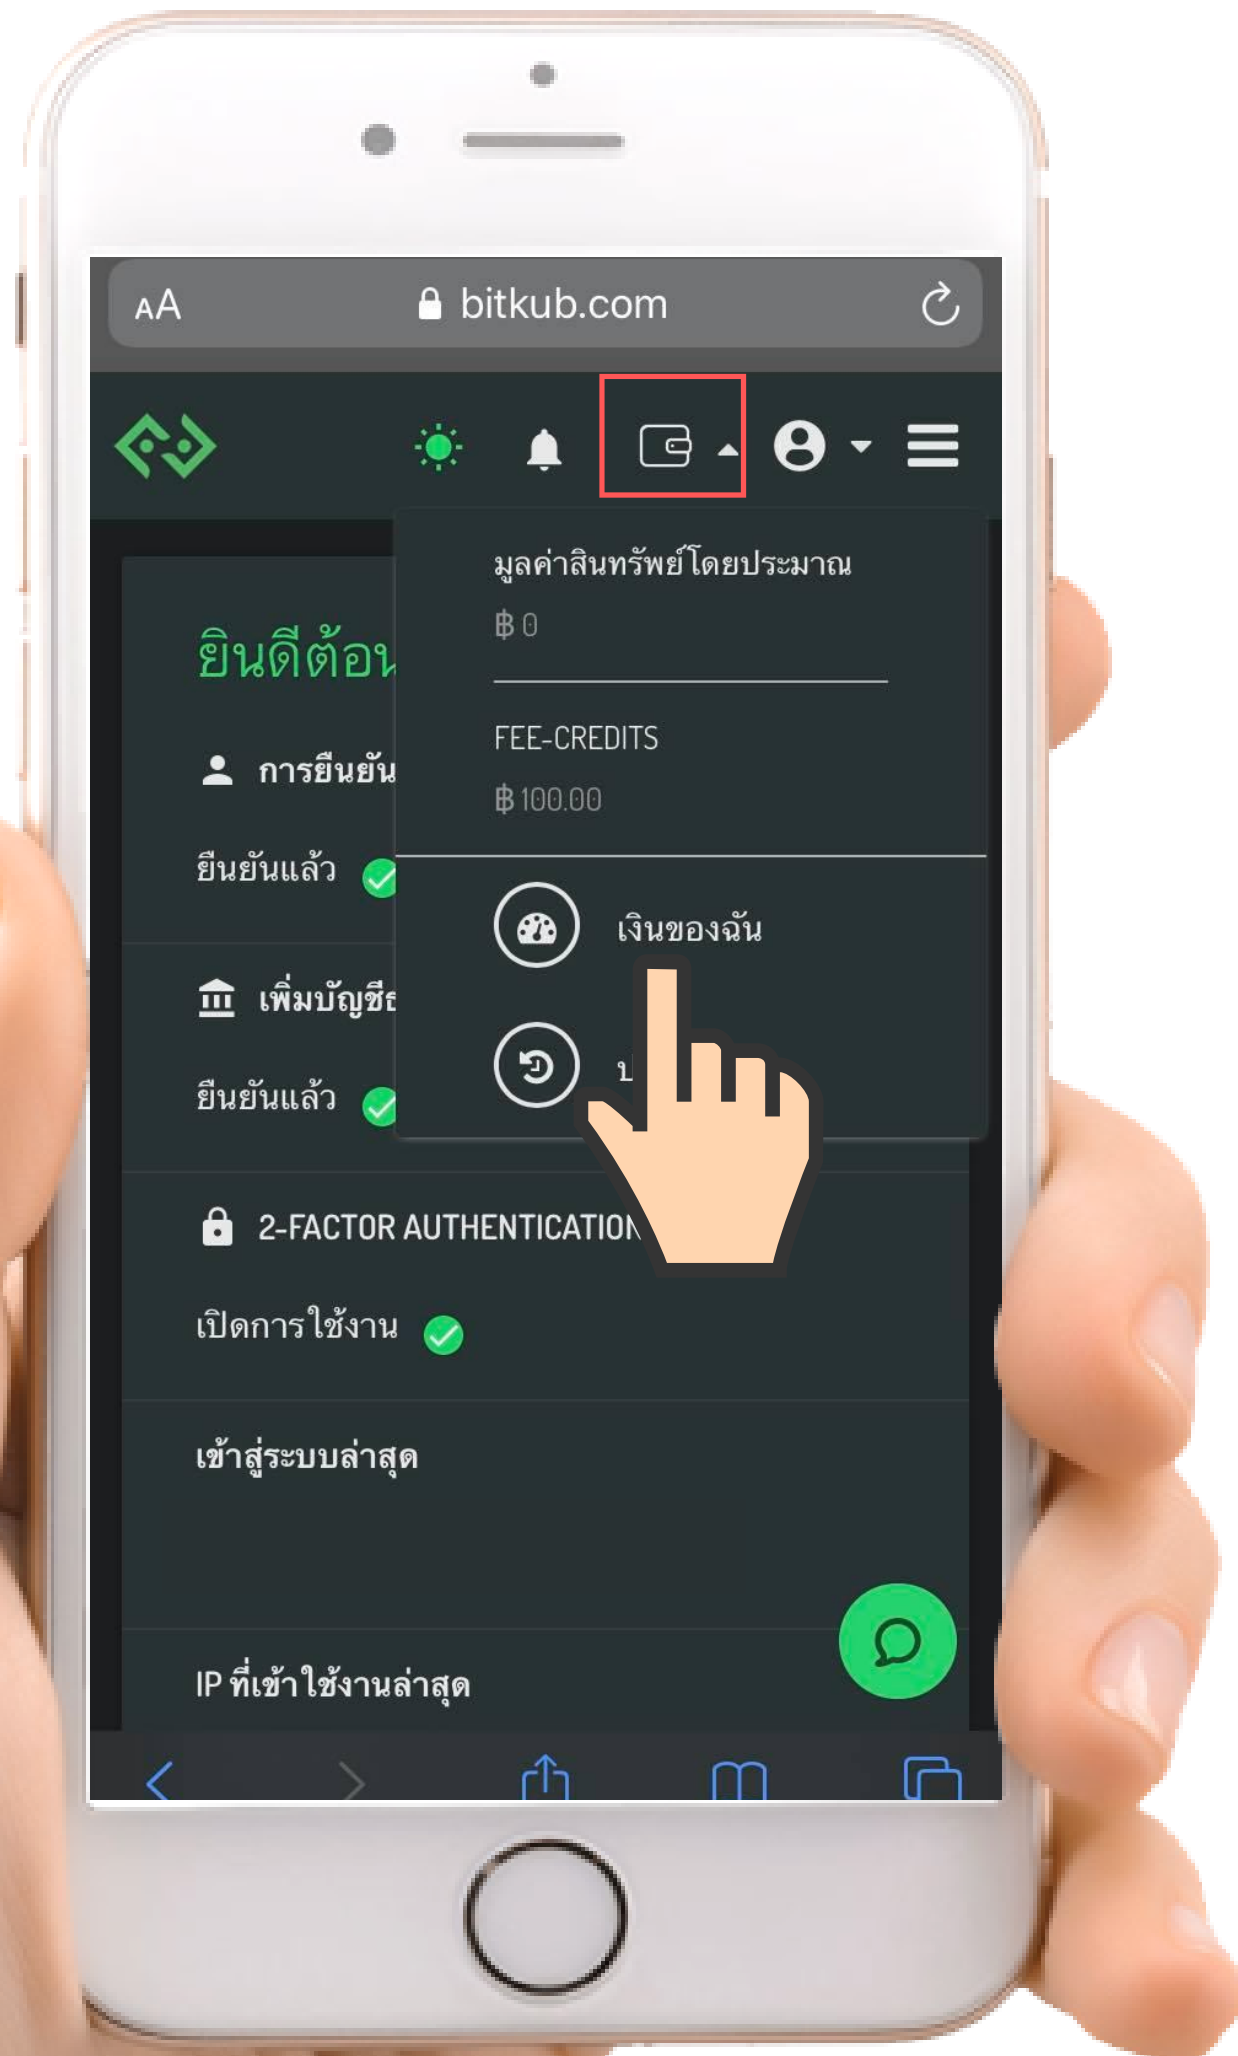 AA
bitkub.com
มูลค่าสินทรัพย์โดยประมาณ
฿ 0
FEE-CREDITS
฿ 100.00
เงินของฉัน
ยินดีต้อน
การยืนยัน
ยืนยันแล้ว
เพิ่มบัญชี
ยืนยันแล้ว
2-FACTOR AUTHENTICATION
เปิดการใช้งาน
เข้าสู่ระบบล่าสุด
IP ที่เข้าใช้งานล่าสุด